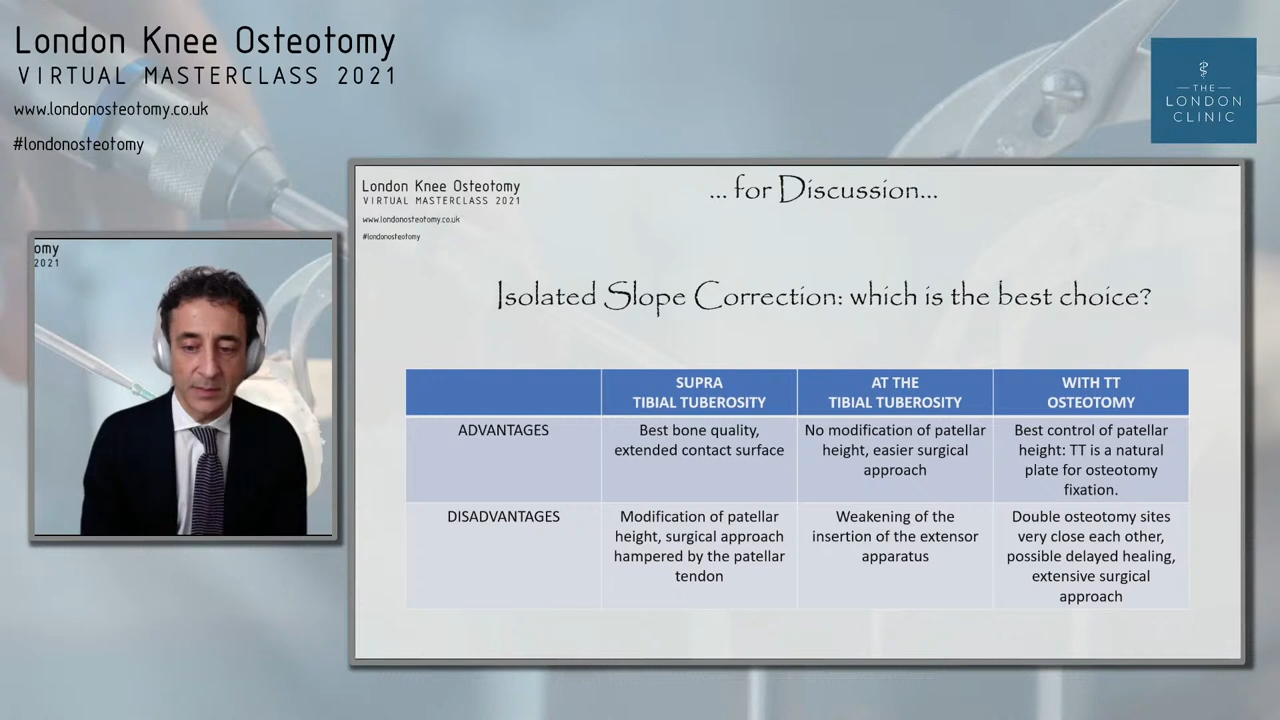 London Knee Osteotomy
VIRTUAL MASTERCLASS 2021
www.londonosteotomy.co.uk
#londonosteotomy
THE
LONDON
CLINIC
omy
2021
London Knee Osteotomy
VIRTUAL MASTERCLASS 2021
www.londonosteotomy.co.uk
#londonosteotomy
... for Discussion...
Isolated Slope Correction: which is the best choice?
SUPRA
TIBIAL TUBEROSITY
AT THE
TIBIAL TUBEROSITY
WITH TT
OSTEOTOMY
ADVANTAGES
Best bone quality,
extended contact surface
No modification of patellar
height, easier surgical
approach
Best control of patellar
height: TT is a natural
plate for osteotomy
fixation.
DISADVANTAGES
Modification of patellar
height, surgical approach
hampered by the patellar
tendon
Weakening of the
insertion of the extensor
apparatus
Double osteotomy sites
very close each other,
possible delayed healing,
extensive surgical
approach